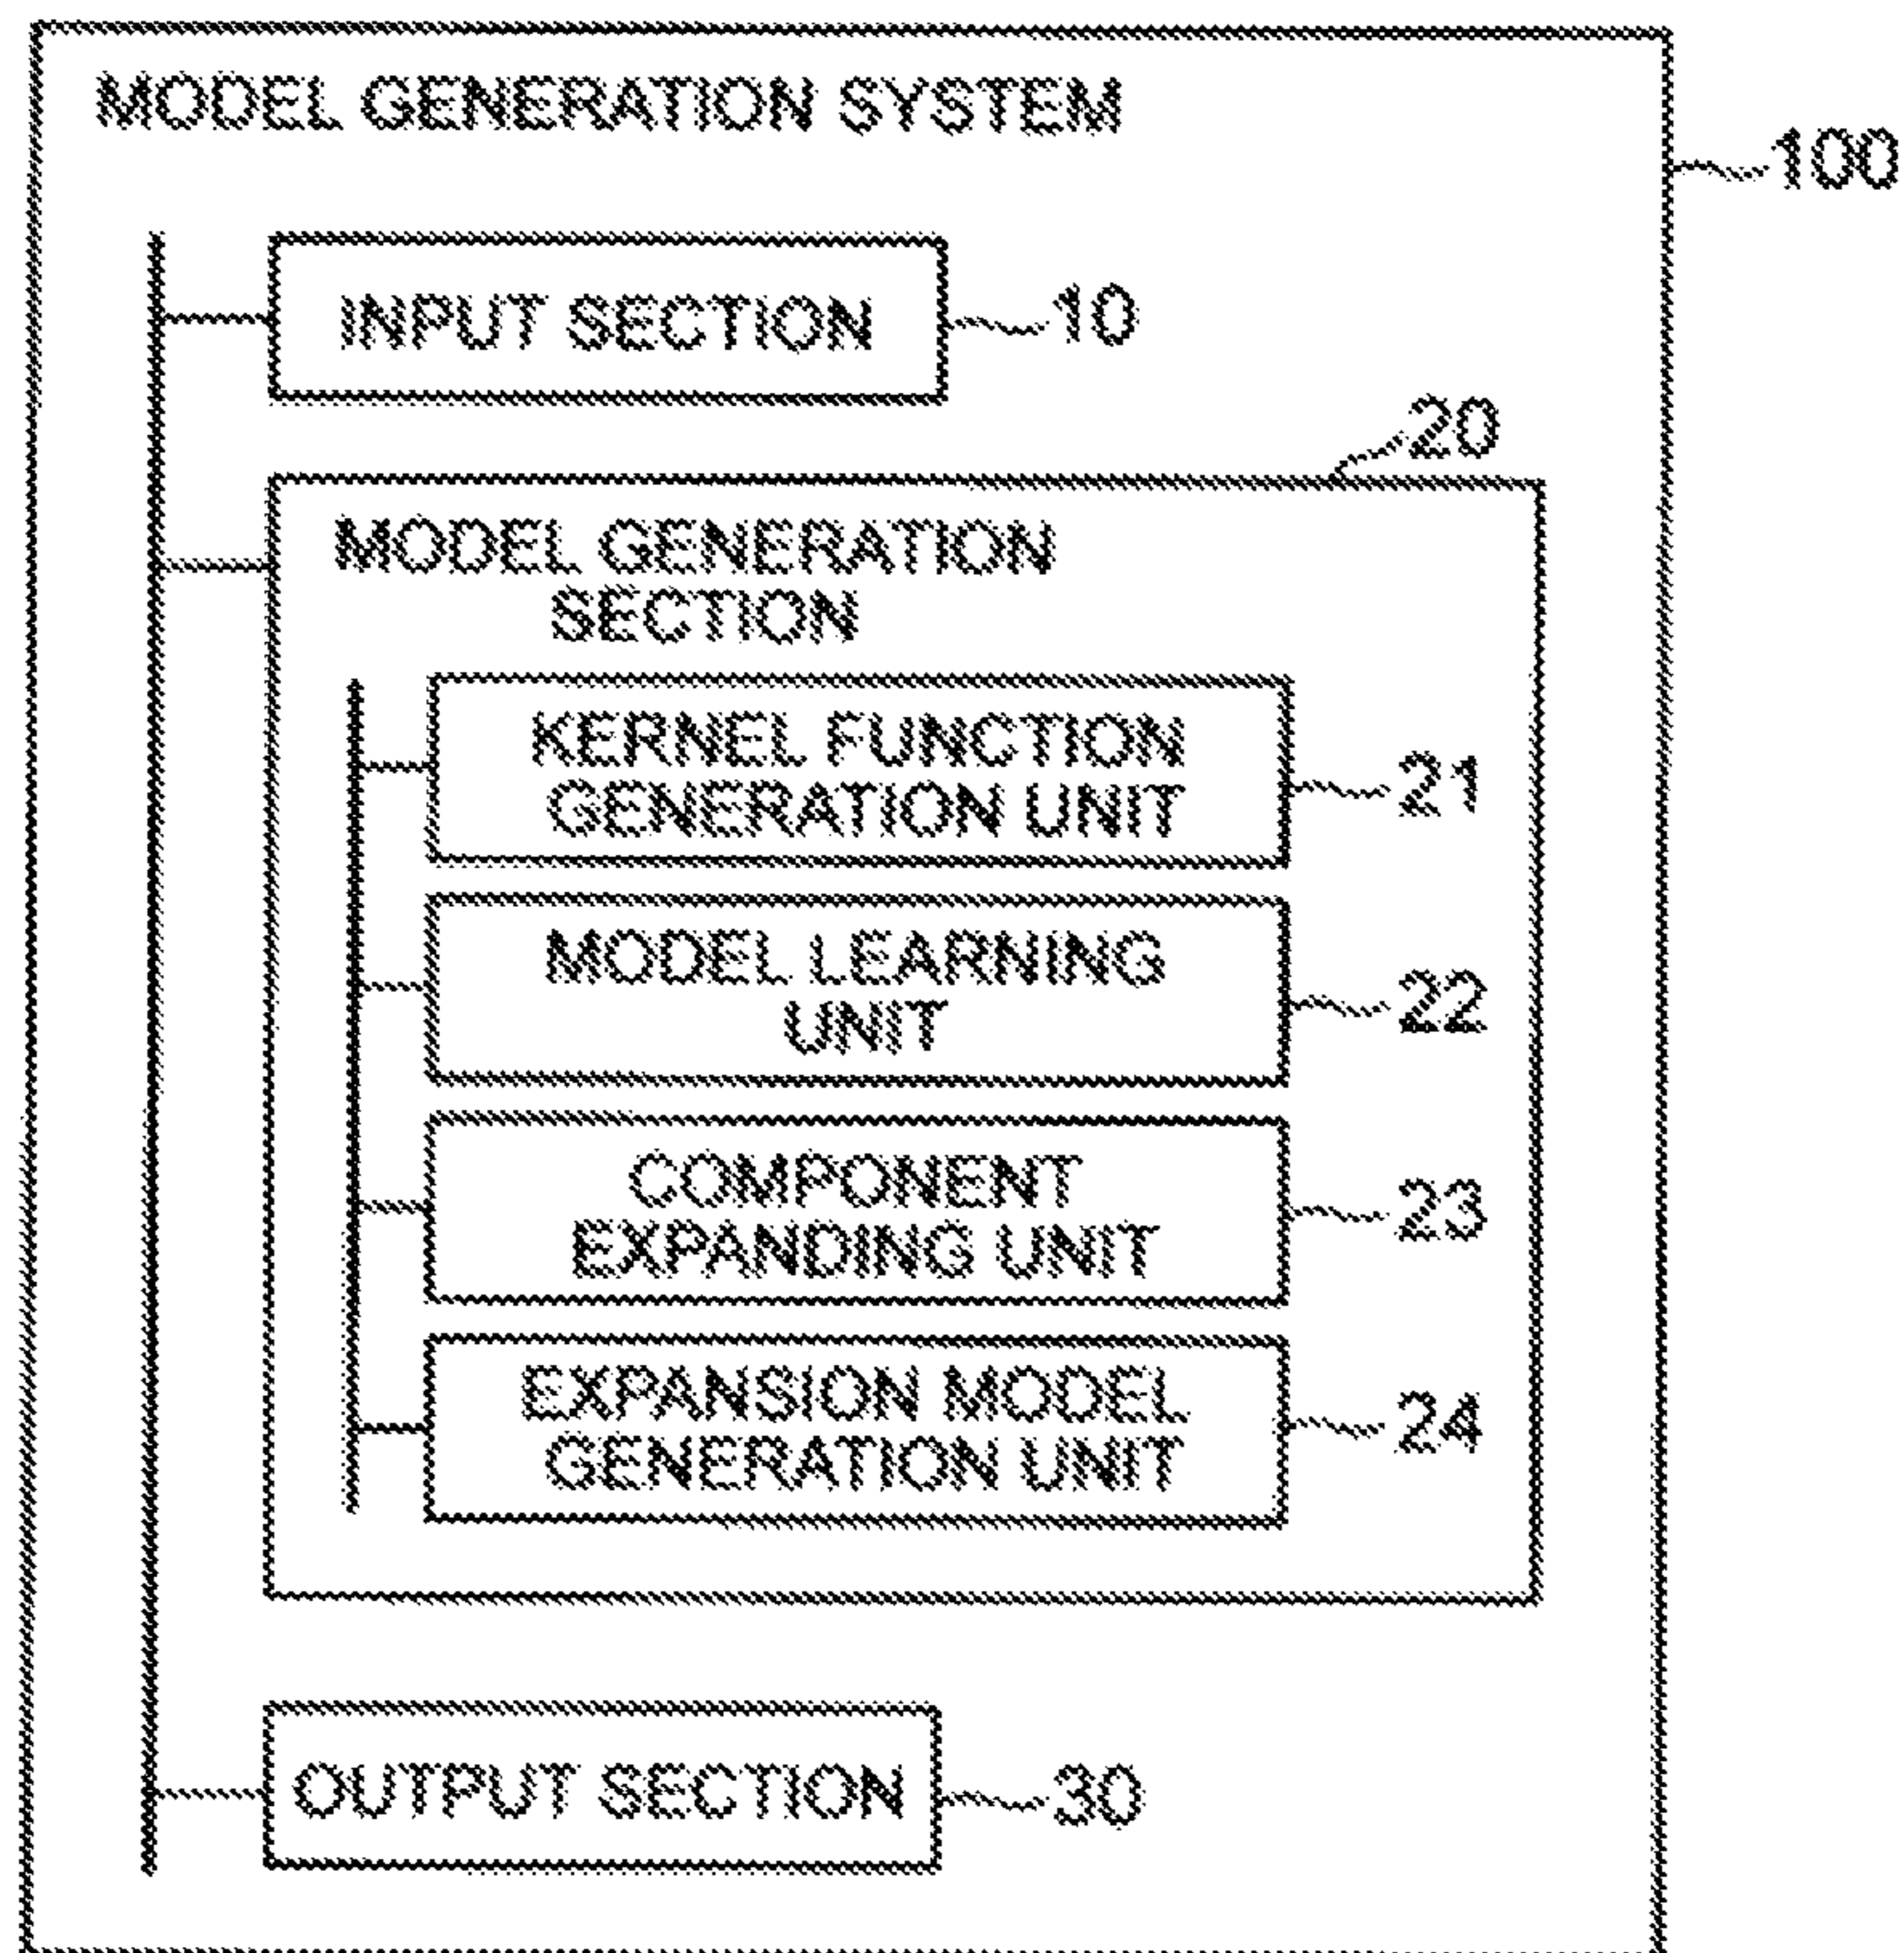 MODEL GENERATION SYSTEM
100
INPUT SECTION
10
20
MODEL GENERATION
SECTION
KERNEL FUNCTION
GENERATION UNIT
21
MODEL LEARNING
UNIT
22
COMPONENT
EXPANDING UNIT
23
EXPANSION MODEL
GENERATION UNIT
24
OUTPUT SECTION
30